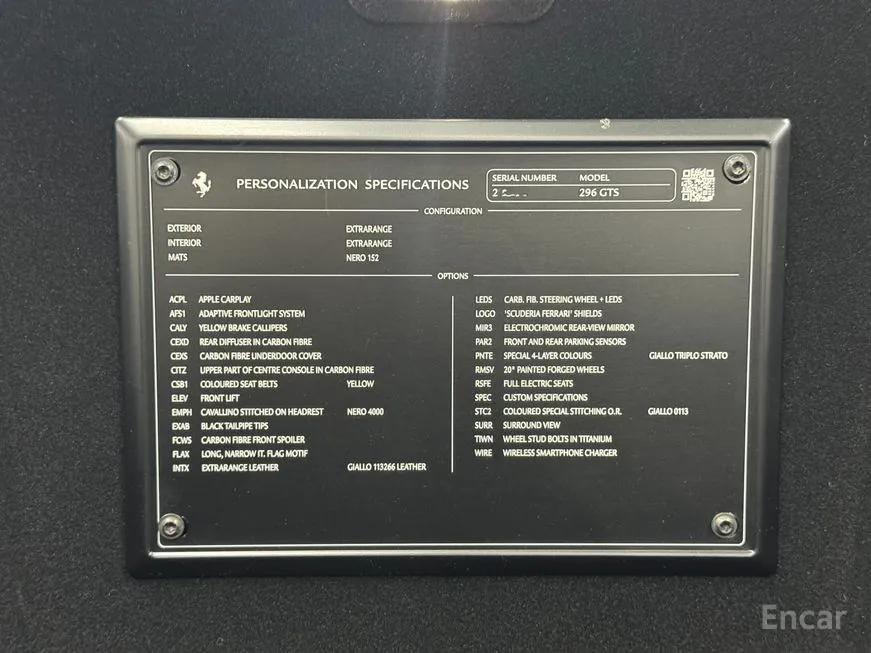 PERSONALIZATION SPECIFICATIONS
SERIAL NUMBER MODEL
2 296 GTS
CONFIGURATION
EXTERIOR EXTRARANGE
INTERIOR EXTRARANGE
MATS NERO 152
OPTIONS
ACPL APPLE CARPLAY
AFS1 ADAPTIVE FRONTLIGHT SYSTEM
CALY YELLOW BRAKE CALLIPERS
CEXD REAR DIFFUSER IN CARBON FIBRE
CEXS CARBON FIBRE UNDERDOOR COVER
CITZ UPPER PART OF CENTRE CONSOLE IN CARBON FIBRE
CSB1 COLOURED SEAT BELTS YELLOW
ELEV FRONT LIFT
EMPH CAVALLINO STITCHED ON HEADREST NERO 4000
EXAB BLACK TAILPIPE TIPS
FCWS CARBON FIBRE FRONT SPOILER
FLAX LONG, NARROW IT. FLAG MOTIF
INTX EXTRARANGE LEATHER GIALLO 113266 LEATHER
LEDS CARB. FIB. STEERING WHEEL + LEDS
LOGO 'SCUDERIA FERRARI' SHIELDS
MIR3 ELECTROCHROMIC REAR-VIEW MIRROR
PAR2 FRONT AND REAR PARKING SENSORS
PNTE SPECIAL 4-LAYER COLOURS GIALLO TRIPLO STRATO
RMSV 20" PAINTED FORGED WHEELS
RSFE FULL ELECTRIC SEATS
SPEC CUSTOM SPECIFICATIONS
STC2 COLOURED SPECIAL STITCHING O.R. GIALLO 0113
SURR SURROUND VIEW
TIWN WHEEL STUD BOLTS IN TITANIUM
WIRE WIRELESS SMARTPHONE CHARGER
Encar